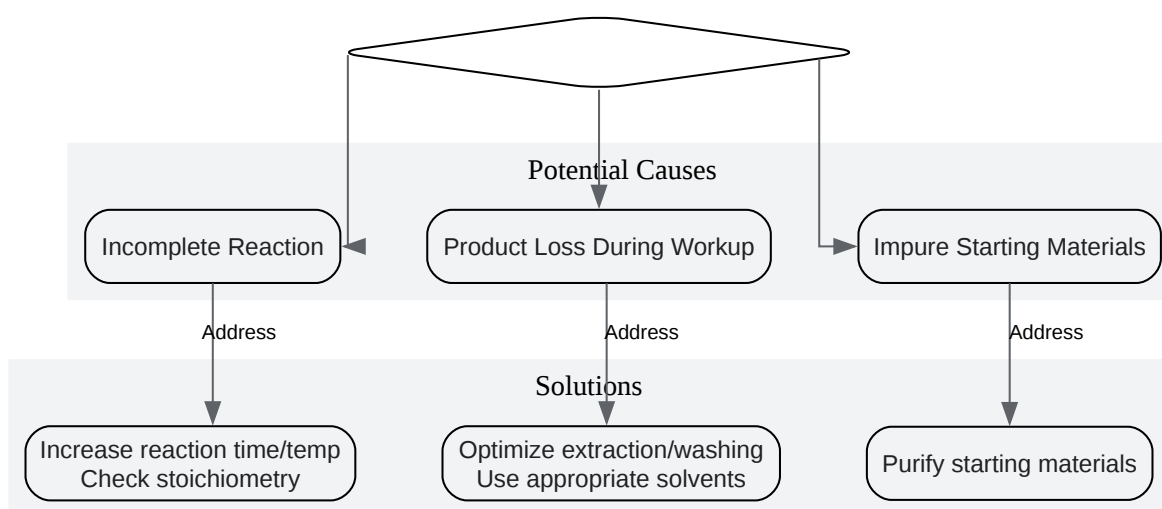 Potential Causes
Incomplete Reaction
Product Loss During Workup
Impure Starting Materials
Address
Address
Address
Solutions
Increase reaction time/temp
Check stoichiometry
Optimize extraction/washing
Use appropriate solvents
Purify starting materials